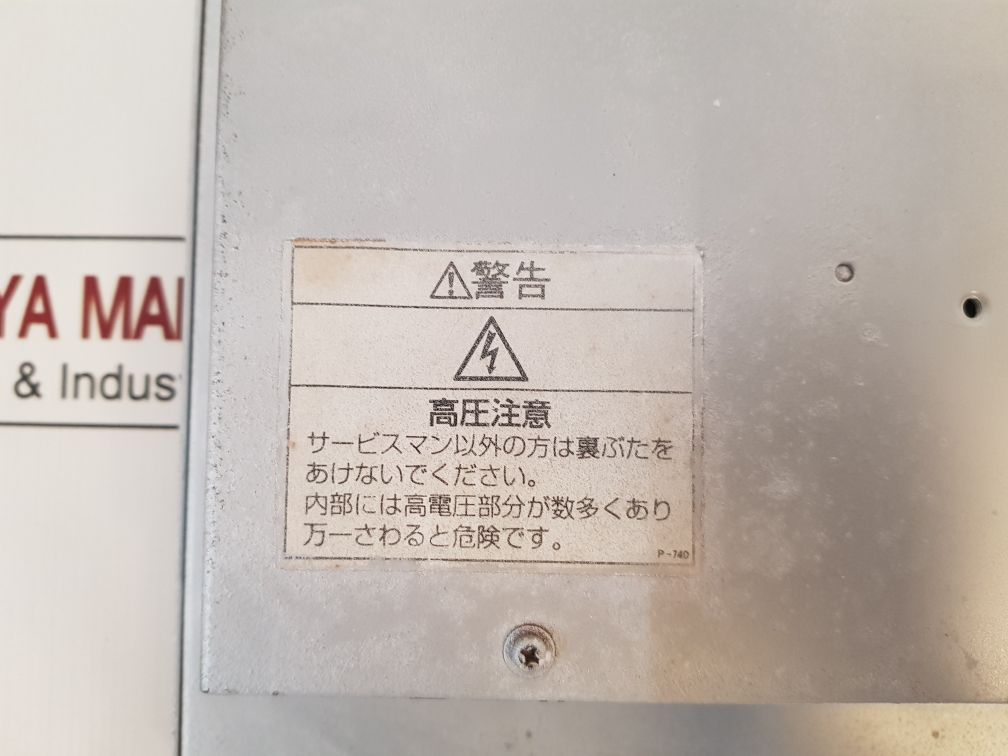 YA MAI
& Indus
⚠警告
高圧注意
サービスマン以外の方は裏ぶたを
あけないでください。
内部には高電圧部分が数多くあり
万一さわると危険です。
P-740